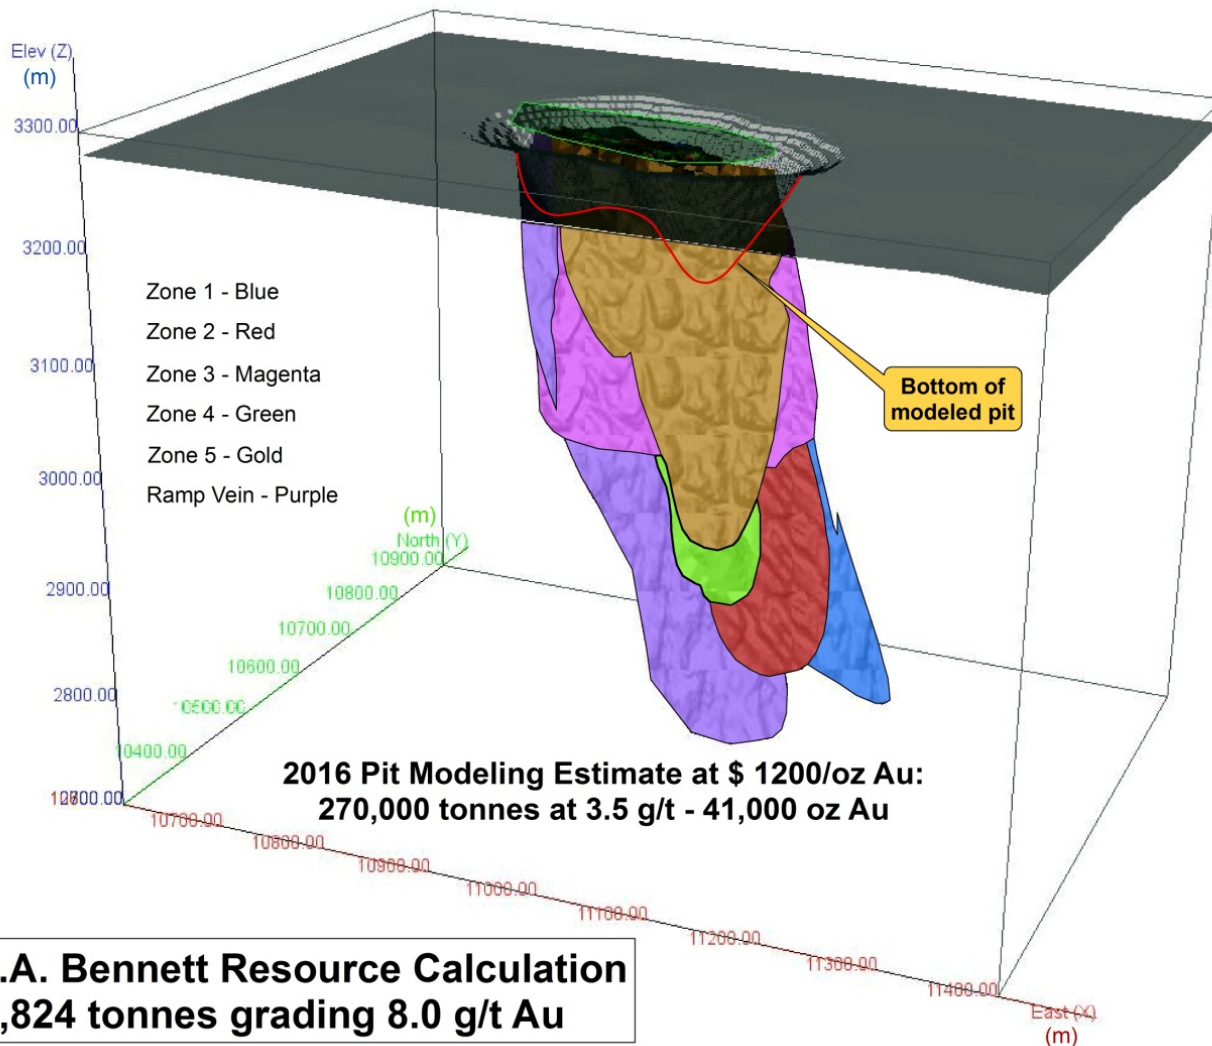 Elev (Z)
(m)
3300.00
3200.00
3100.00
3000.00
2900.00
2800.00
Zone 1 - Blue
Zone 2 - Red
Zone 3 - Magenta
Zone 4 - Green
Zone 5 - Gold
Ramp Vein - Purple
Bottom of
modeled pit
(m)
North (Y)
10900.00
10800.00
10700.00
10600.00
10500.00
10400.00
2016 Pit Modeling Estimate at $ 1200/oz Au:
270,000 tonnes at 3.5 g/t - 41,000 oz Au
10700.00
10800.00
10900.00
11000.00
11100.00
11200.00
11300.00
11400.00
East (X)
(m)
.A. Bennett Resource Calculation
,824 tonnes grading 8.0 g/t Au